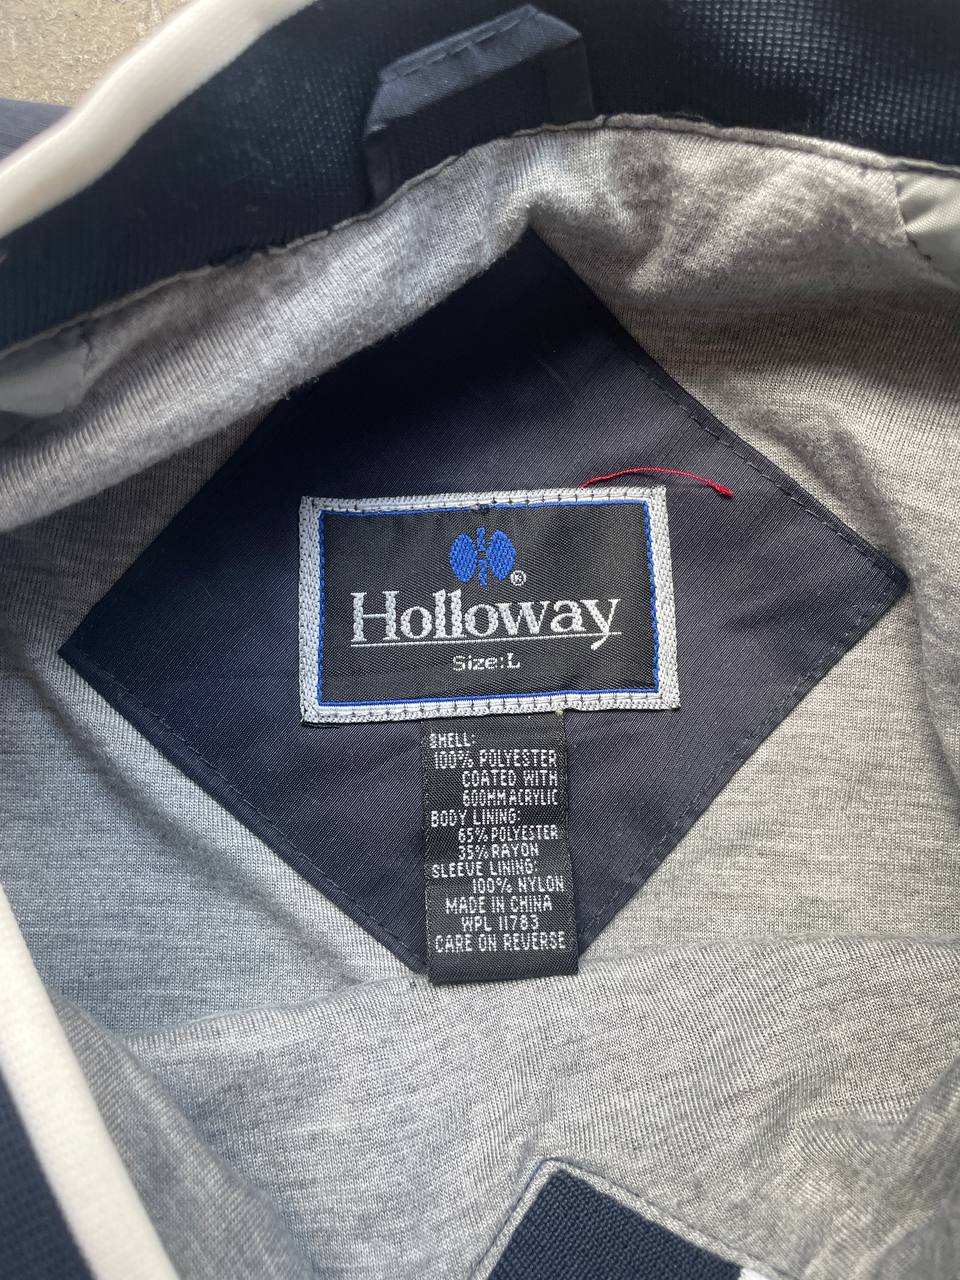 ®
Holloway
Size:L
SHELL:
100% POLYESTER
COATED WITH
600MM ACRYLIC
BODY LINING:
65% POLYESTER
35% RAYON
SLEEVE LINING:
100% NYLON
MADE IN CHINA
WPL 11783
CARE ON REVERSE